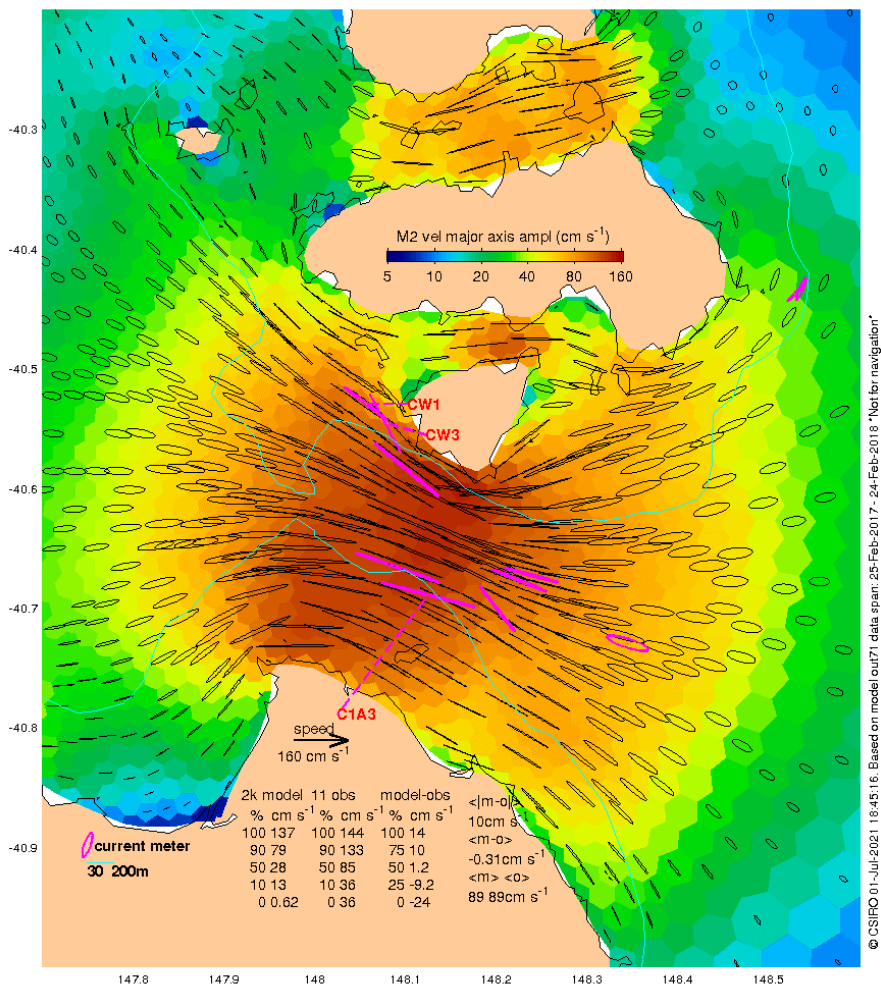 -40.3
-40.4
M2 vel major axis ampl (cm s-1)
5 10 20 40 80 160
-40.5
CW1
CW3
-40.6
-40.7
C1A3
-40.8
speed
160 cm s-1
2k model 11 obs model-obs
% cm s-1 % cm s-1 % cm s-1
100 137 100 144 100 14
90 79 90 133 75 10
50 28 50 85 50 1.2
10 13 10 36 25 -9.2
0 0.62 0 36 0 -24
<|m-o|>
10cm s-1
<m-o>
-0.31cm s-1
<m> <o>
89 89cm s-1
-40.9
current meter
30 200m
147.8 147.9 148 148.1 148.2 148.3 148.4 148.5
© CSIRO 01-Jul-2021 18:45:16. Based on model out71 data span: 25-Feb-2017 - 24-Feb-2018 *Not for navigation*